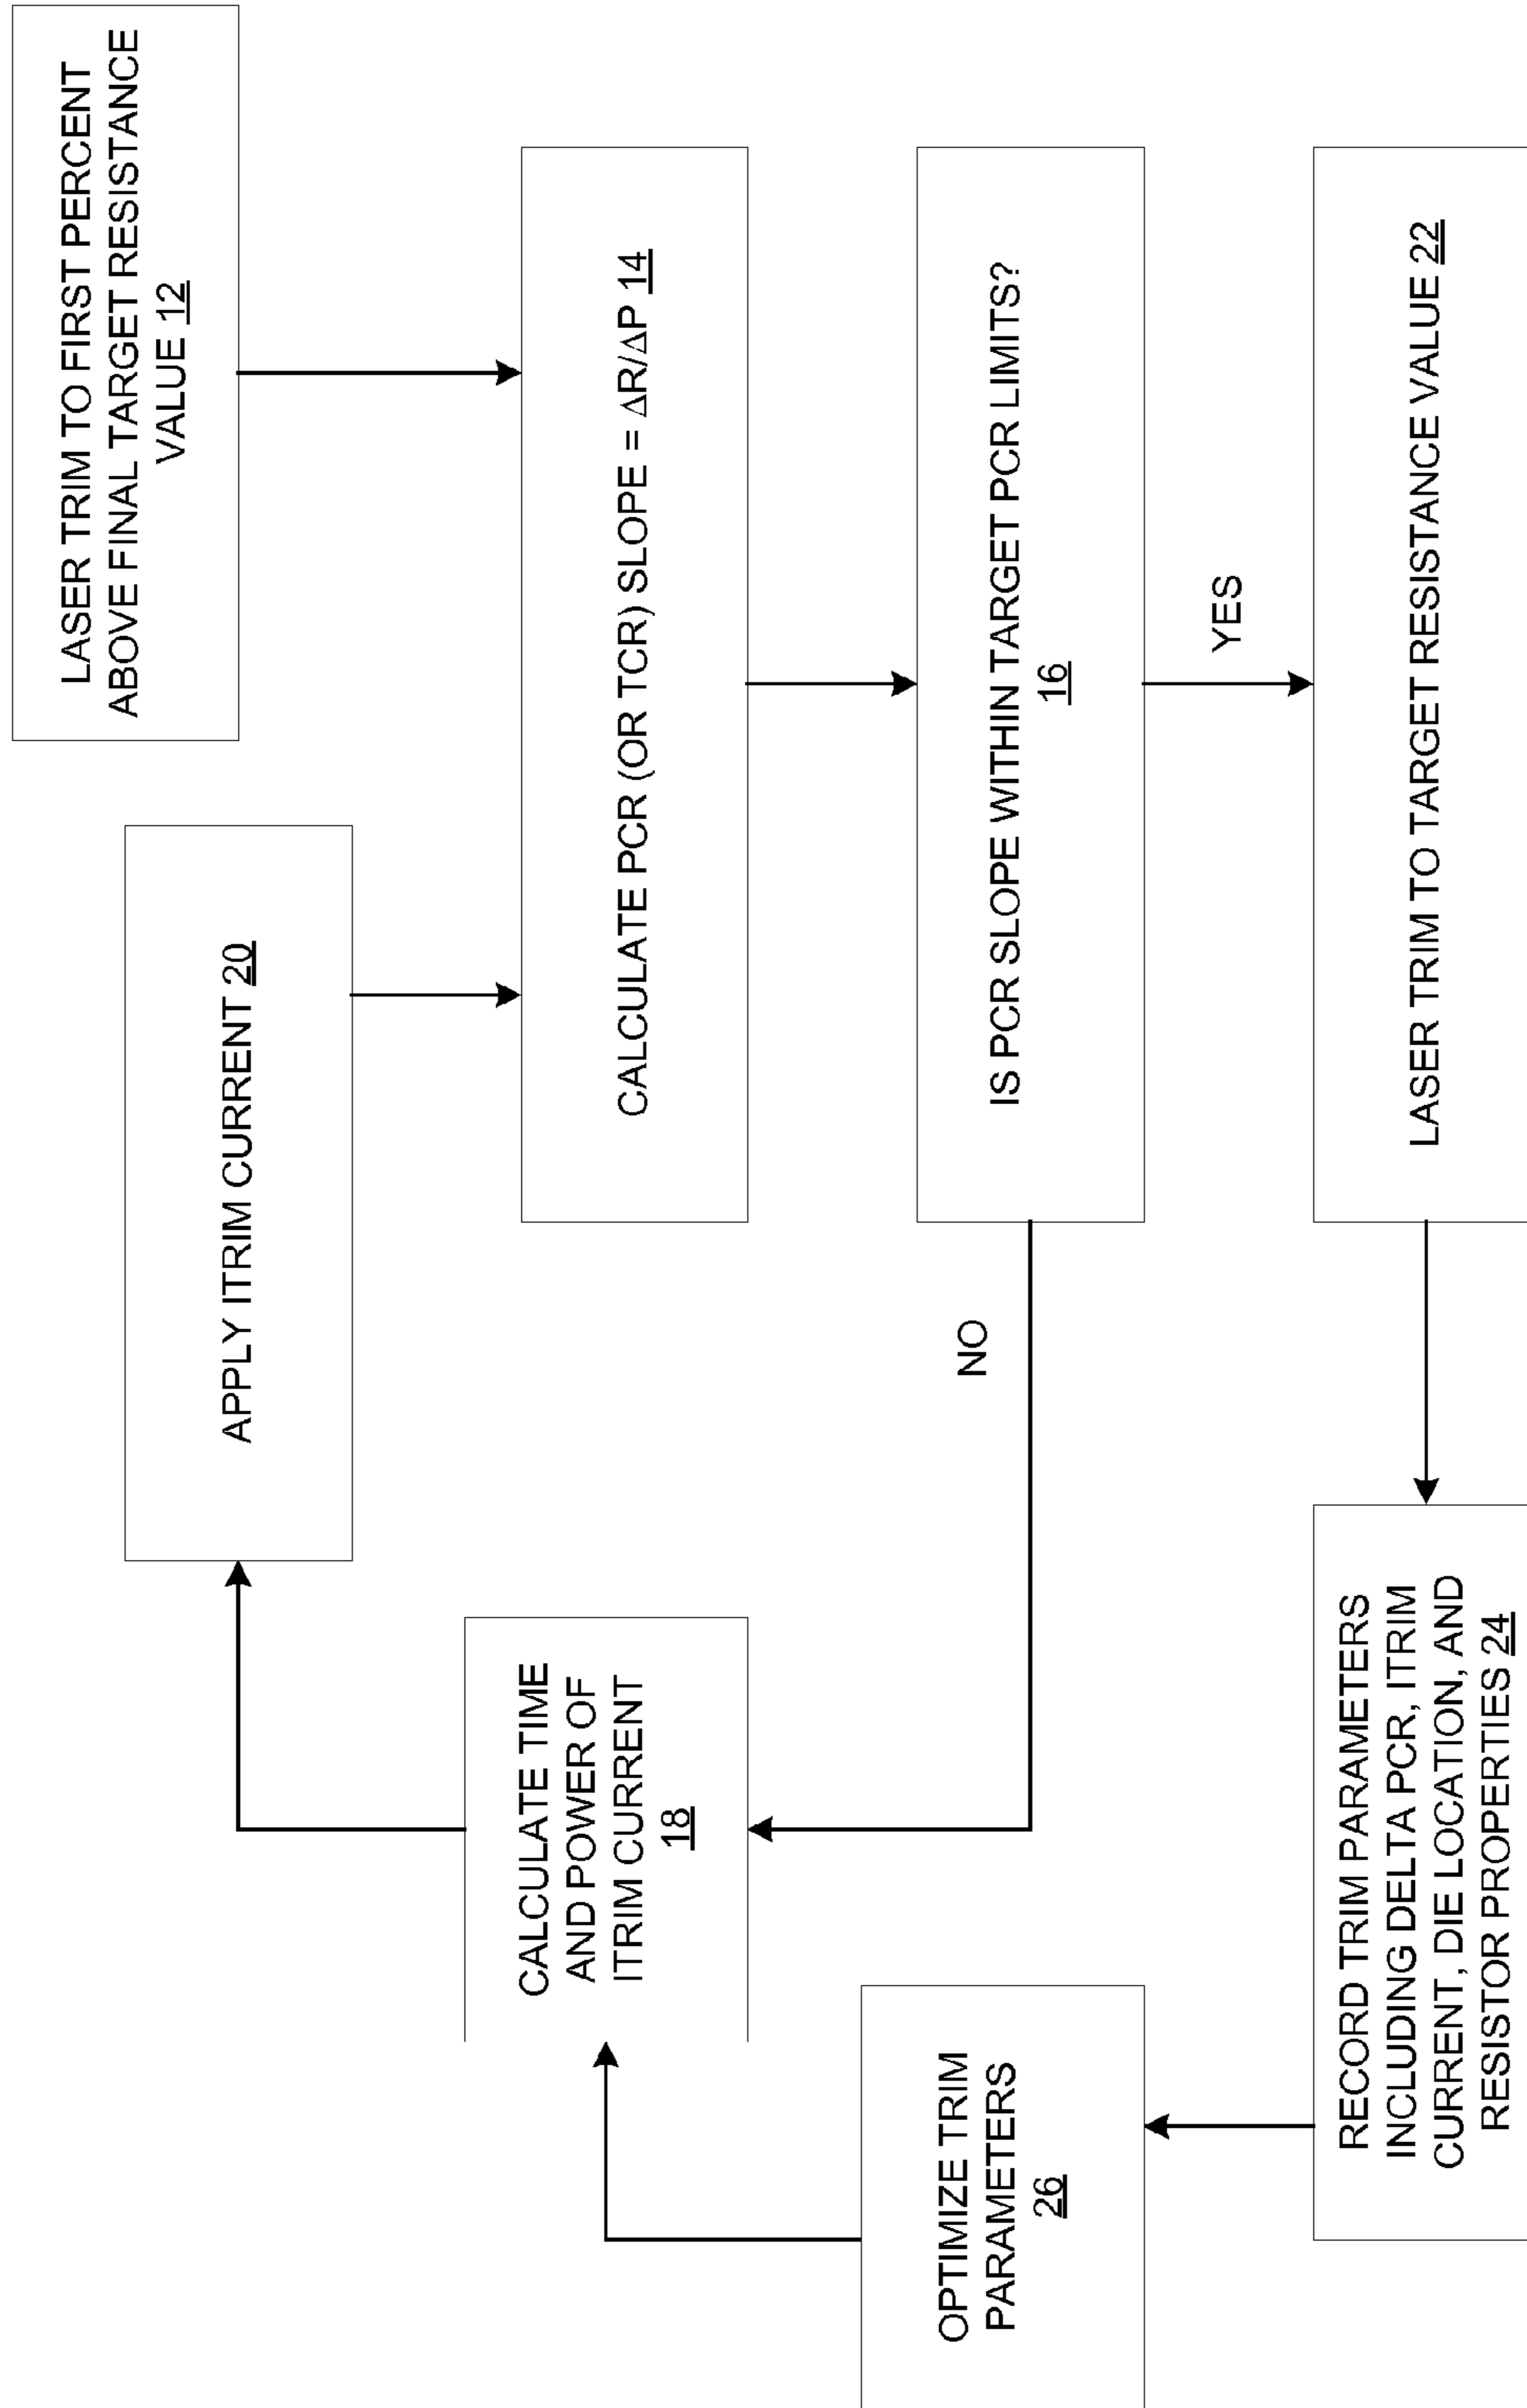 LASER TRIM TO FIRST PERCENT
ABOVE FINAL TARGET RESISTANCE
VALUE 12
APPLY ITRIM CURRENT 20
CALCULATE PCR (OR TCR) SLOPE = ΔR/ΔP 14
CALCULATE TIME
AND POWER OF
ITRIM CURRENT
18
IS PCR SLOPE WITHIN TARGET PCR LIMITS?
16
NO
YES
OPTIMIZE TRIM
PARAMETERS
26
LASER TRIM TO TARGET RESISTANCE VALUE 22
RECORD TRIM PARAMETERS
INCLUDING DELTA PCR, ITRIM
CURRENT, DIE LOCATION, AND
RESISTOR PROPERTIES 24